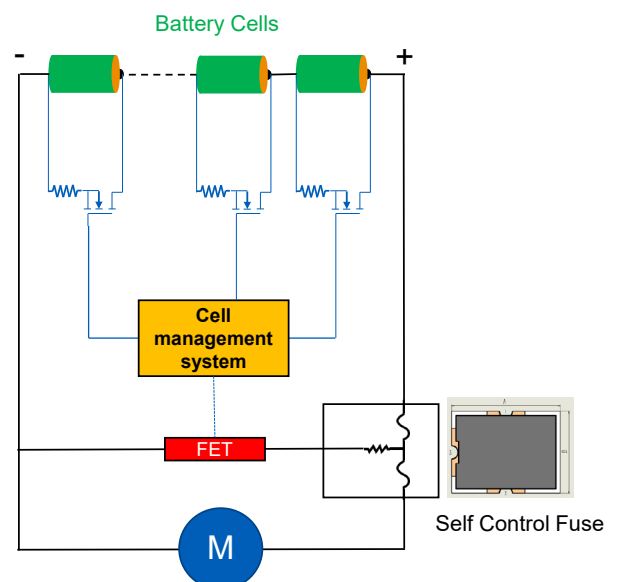 Battery Cells
- +
Cell
management
system
FET
Self Control Fuse
M